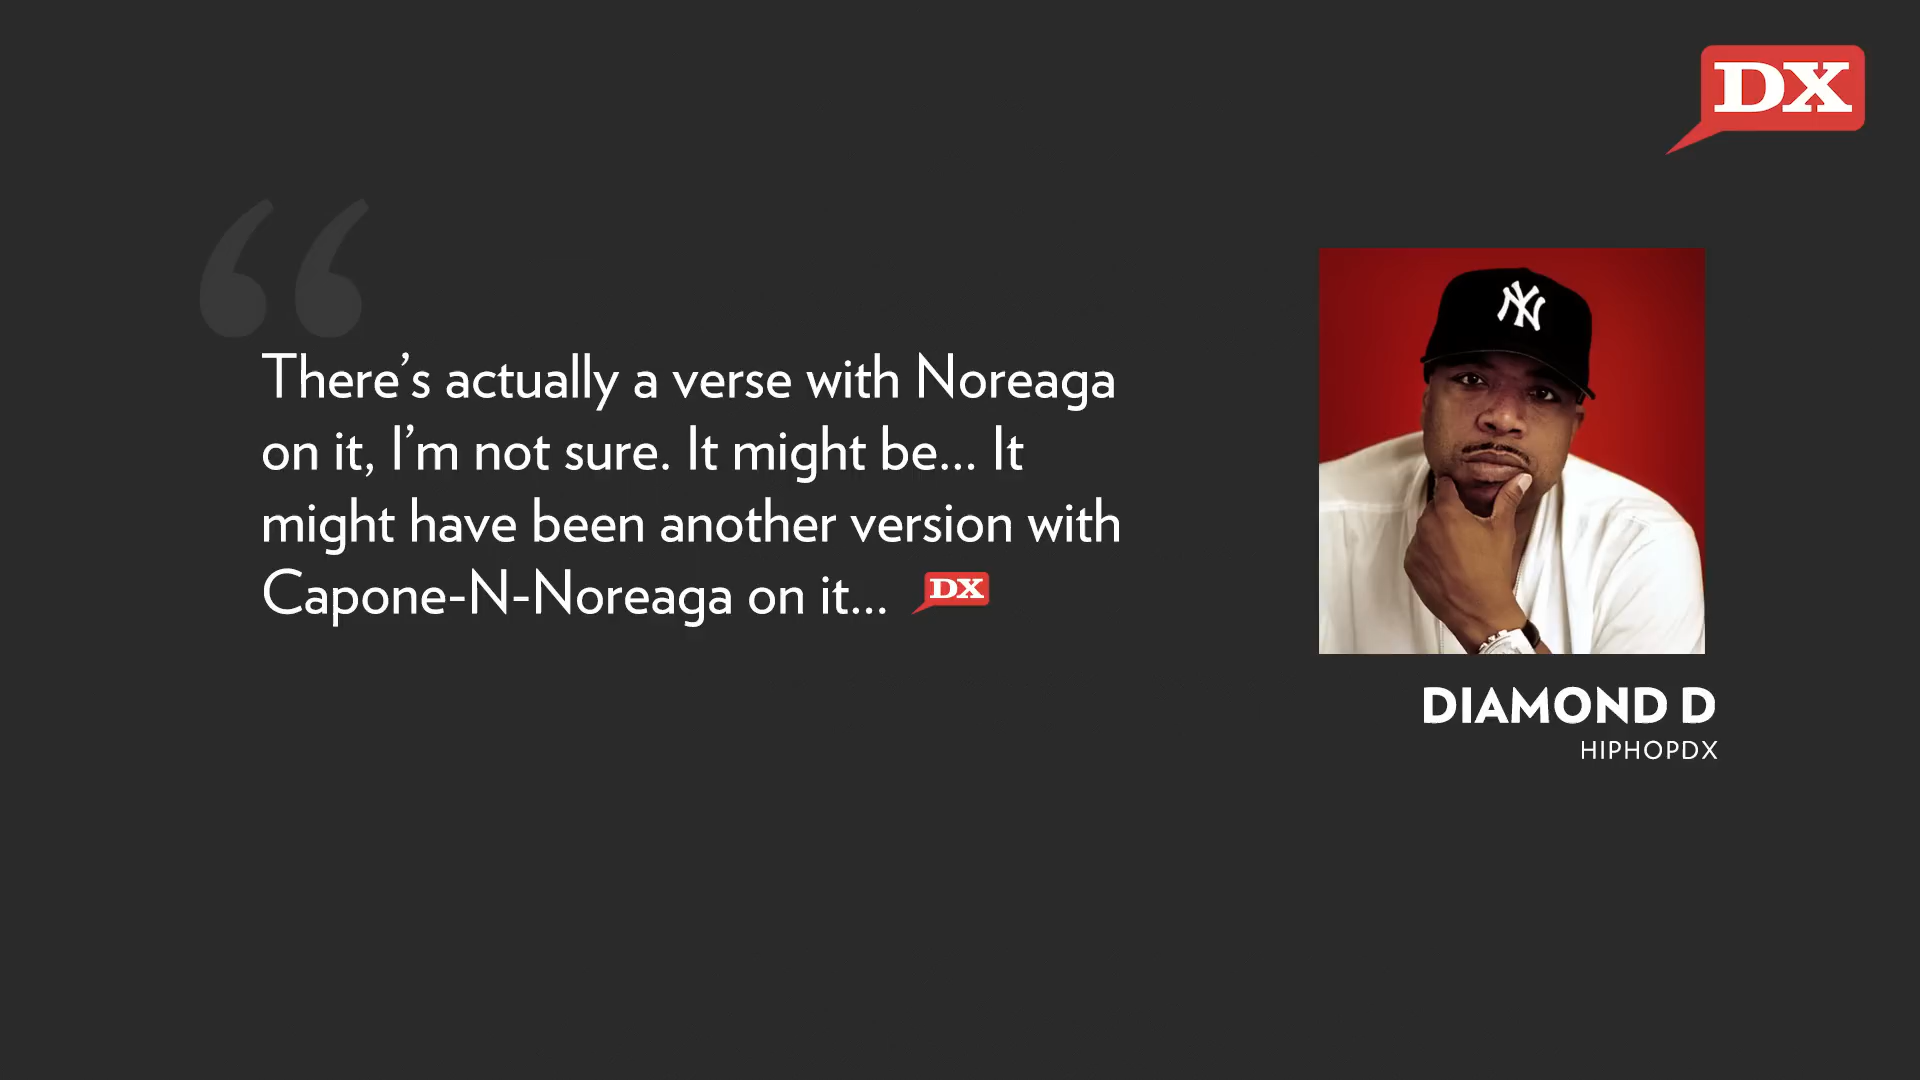 DX
“
There’s actually a verse with Noreaga
on it, I’m not sure. It might be... It
might have been another version with
Capone-N-Noreaga on it... DX
NY
DIAMOND D
HIPHOPDX